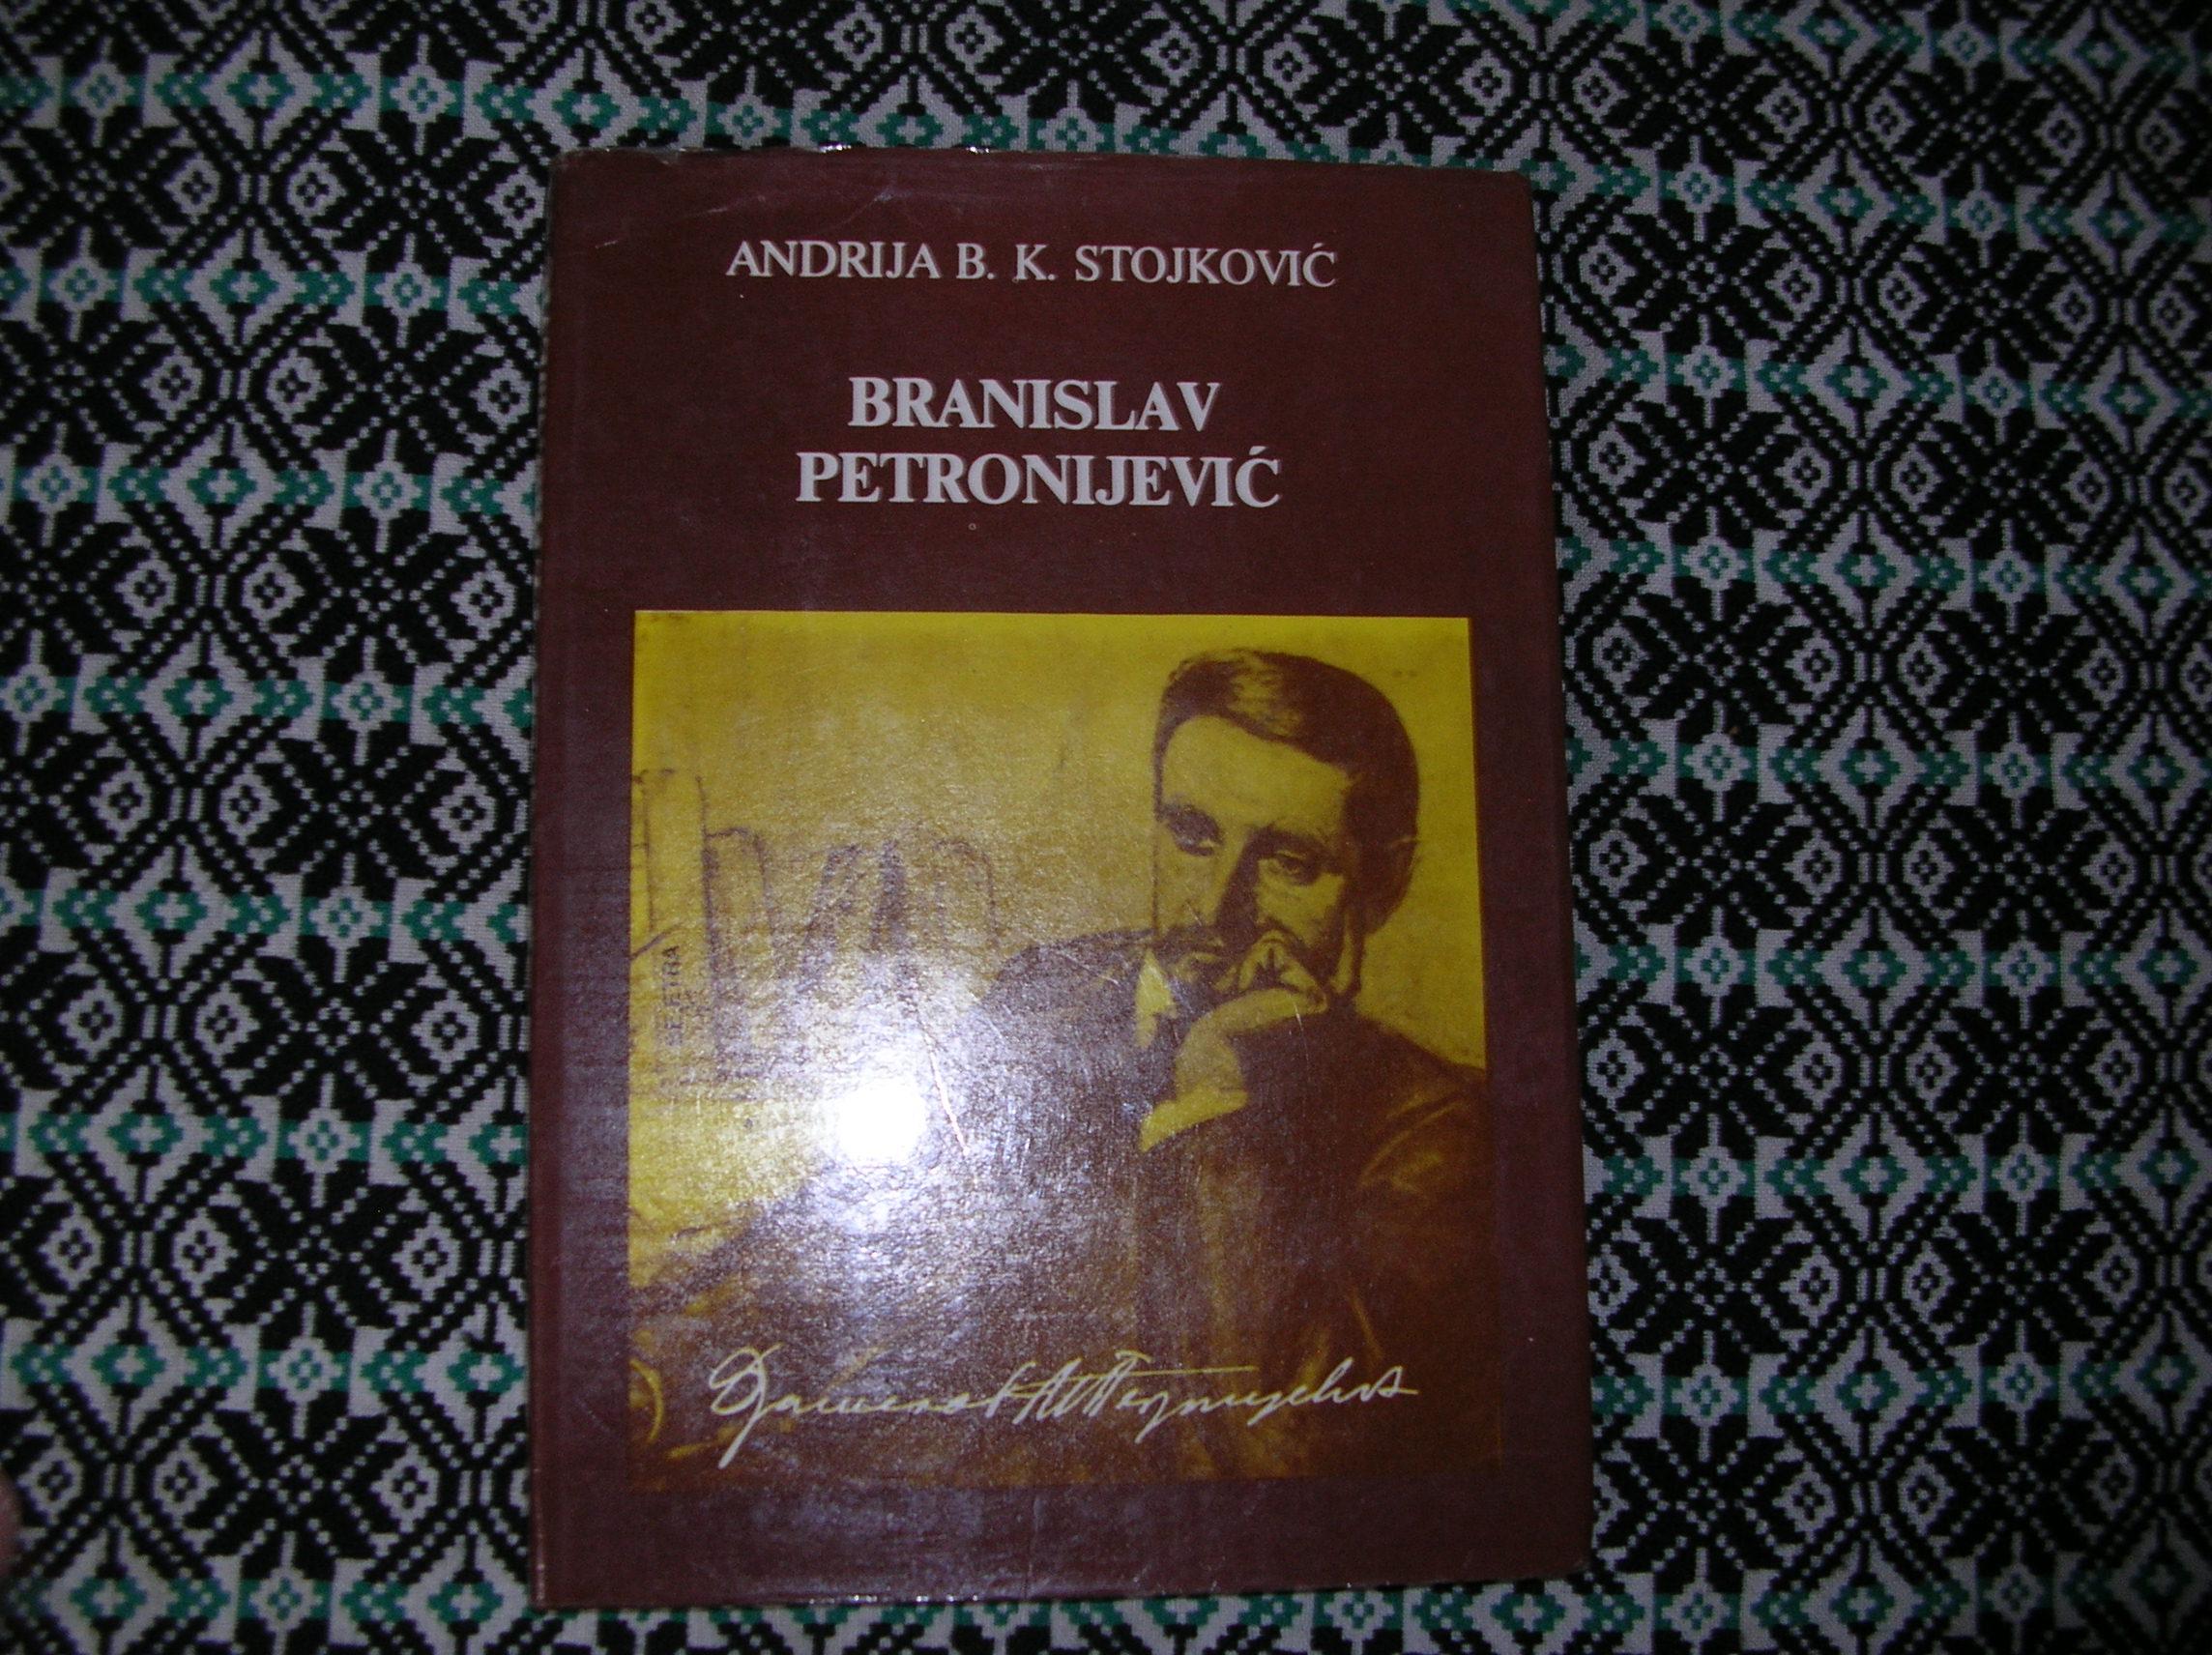 ANDRIJA B. K. STOJKOVIĆ
BRANISLAV
PETRONIJEVIĆ